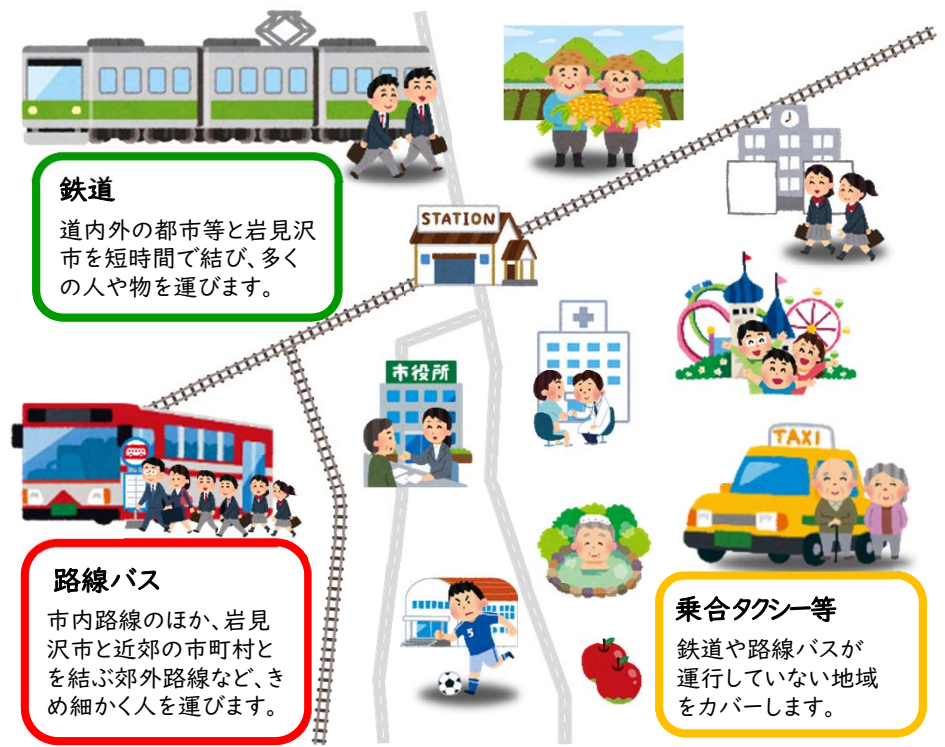 鉄道
道内外の都市等と岩見沢
市を短時間で結び、多く
の人や物を運びます。
STATION
市役所
TAXI
路線バス
市内路線のほか、岩見
沢市と近郊の市町村と
を結ぶ郊外路線など、き
め細かく人を運びます。
5
乗合タクシー等
鉄道や路線バスが
運行していない地域
をカバーします。